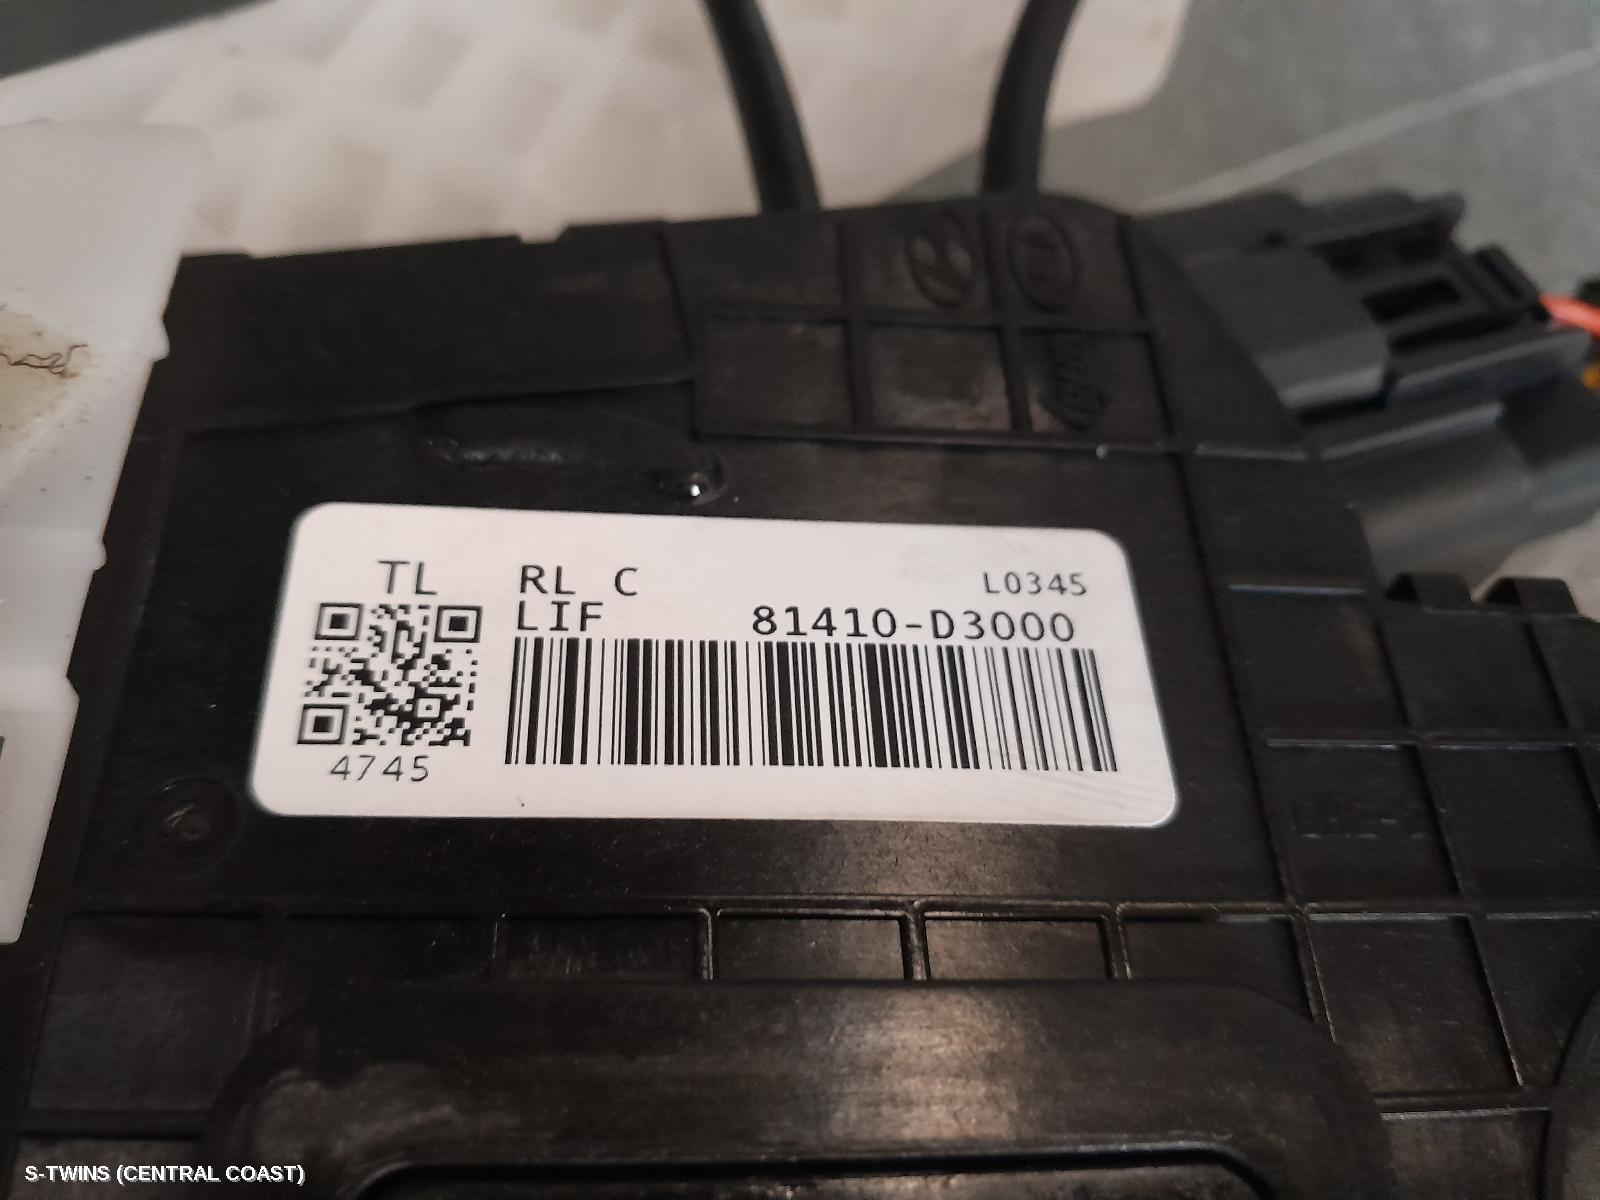 TL RL C L0345
LIF 81410-D3000
4745
S-TWINS (CENTRAL COAST)